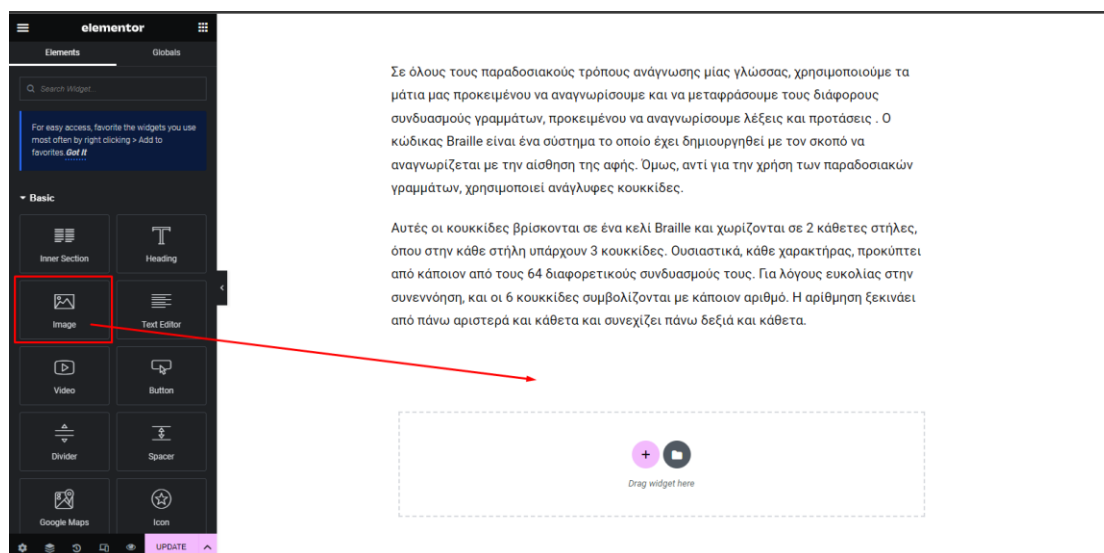 elementor
Elements Globals
Search Widget...
For easy access, favorite the widgets you use
most often by right clicking > Add to
favorites. Got It
Basic
Inner Section Heading
Image Text Editor
Video Button
Divider Spacer
Google Maps Icon
UPDATE
Σε όλους τους παραδοσιακούς τρόπους ανάγνωσης μίας γλώσσας, χρησιμοποιούμε τα
μάτια μας προκειμένου να αναγνωρίσουμε και να μεταφράσουμε τους διάφορους
συνδυασμούς γραμμάτων, προκειμένου να αναγνωρίσουμε λέξεις και προτάσεις . Ο
κώδικας Braille είναι ένα σύστημα το οποίο έχει δημιουργηθεί με τον σκοπό να
αναγνωρίζεται με την αίσθηση της αφής. Όμως, αντί για την χρήση των παραδοσιακών
γραμμάτων, χρησιμοποιεί ανάγλυφες κουκκίδες.
Αυτές οι κουκκίδες βρίσκονται σε ένα κελί Braille και χωρίζονται σε 2 κάθετες στήλες,
όπου στην κάθε στήλη υπάρχουν 3 κουκκίδες. Ουσιαστικά, κάθε χαρακτήρας, προκύπτει
από κάποιον από τους 64 διαφορετικούς συνδυασμούς τους. Για λόγους ευκολίας στην
συνεννόηση, και οι 6 κουκκίδες συμβολίζονται με κάποιον αριθμό. Η αρίθμηση ξεκινάει
από πάνω αριστερά και κάθετα και συνεχίζει πάνω δεξιά και κάθετα.
Drag widget here